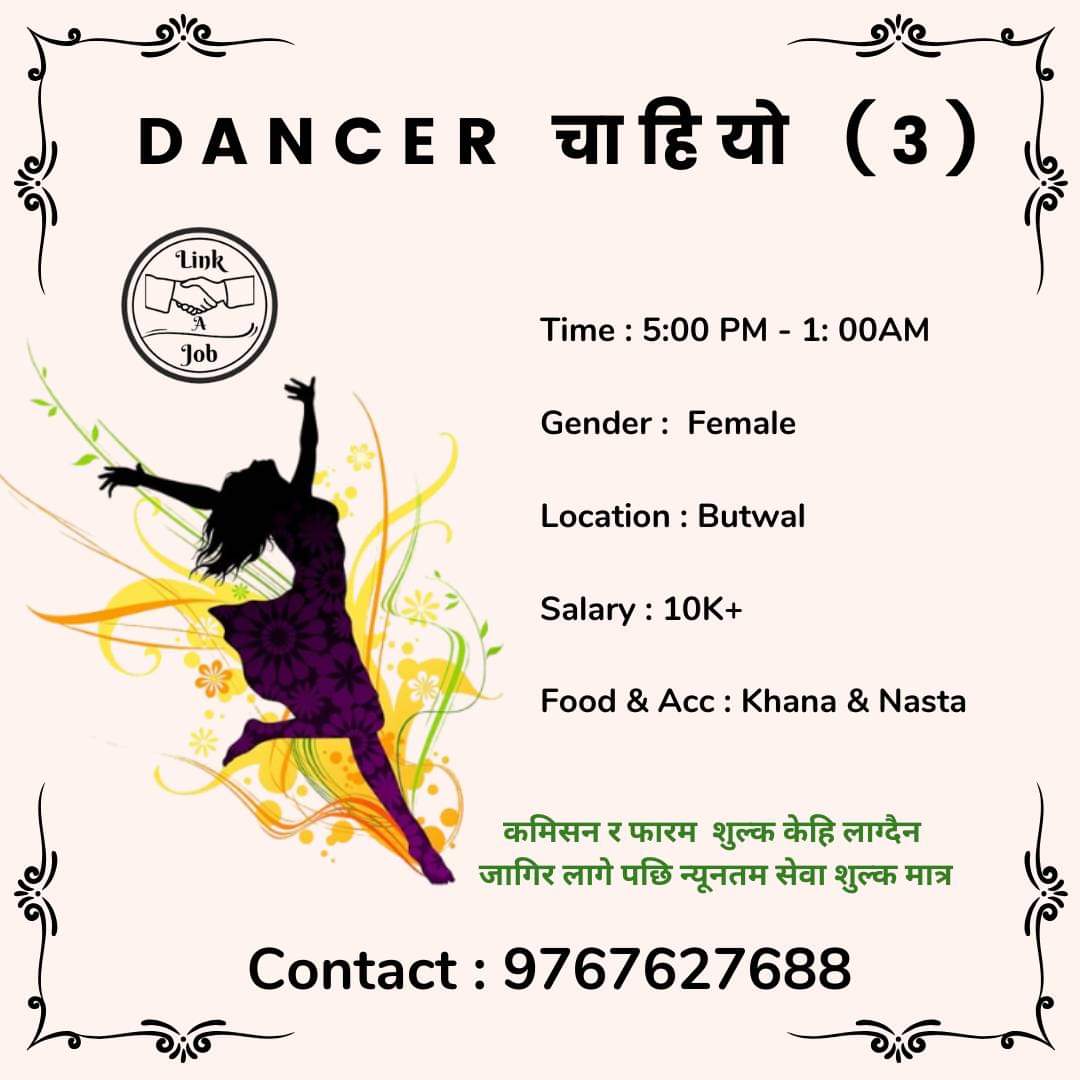 DANCER चाहियो (3)
Link
A
Job
Time : 5:00 PM - 1: 00AM
Gender :  Female
Location : Butwal
Salary : 10K+
Food & Acc : Khana & Nasta
कमिसन र फारम  शुल्क केहि लाग्दैन
जागिर लागे पछि न्यूनतम सेवा शुल्क मात्र
Contact : 9767627688